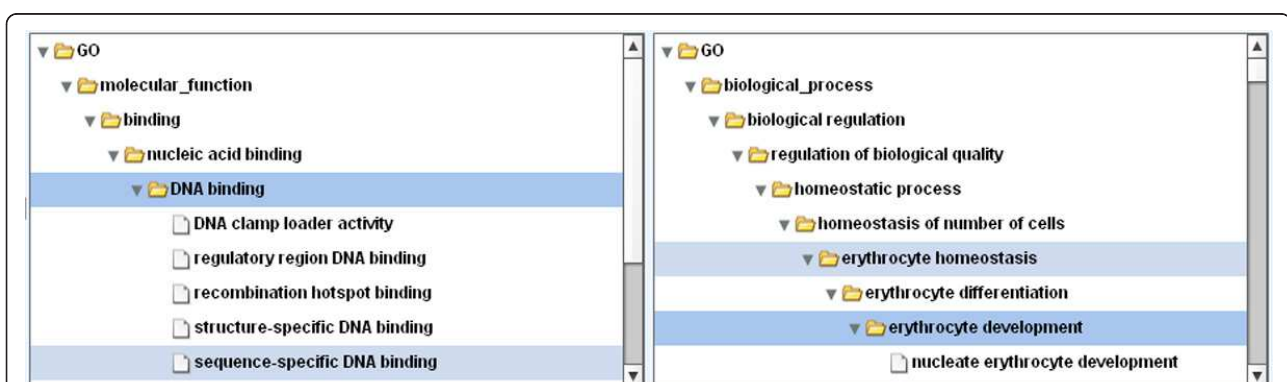 GO
molecular_function
binding
nucleic acid binding
DNA binding
DNA clamp loader activity
regulatory region DNA binding
recombination hotspot binding
structure-specific DNA binding
sequence-specific DNA binding
GO
biological_process
biological regulation
regulation of biological quality
homeostatic process
homeostasis of number of cells
erythrocyte homeostasis
erythrocyte differentiation
erythrocyte development
nucleate erythrocyte development